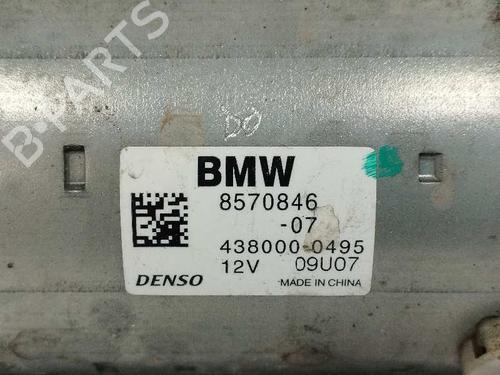 B-PARTS
BMW
8570846
-07
438000-0495
DENSO 12V 09U07
MADE IN CHINA